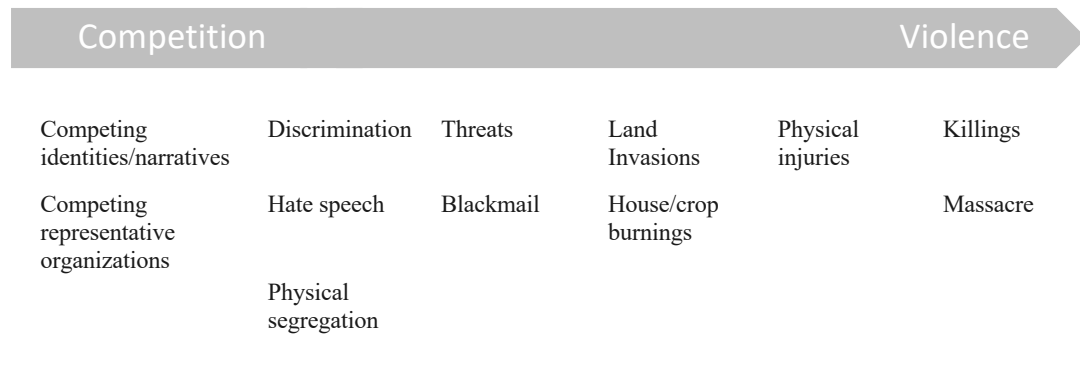 Competition Violence
Competing Discrimination Threats Land Physical Killings
identities/narratives Invasions injuries
Competing Hate speech Blackmail House/crop Massacre
representative burnings
organizations
Physical
segregation